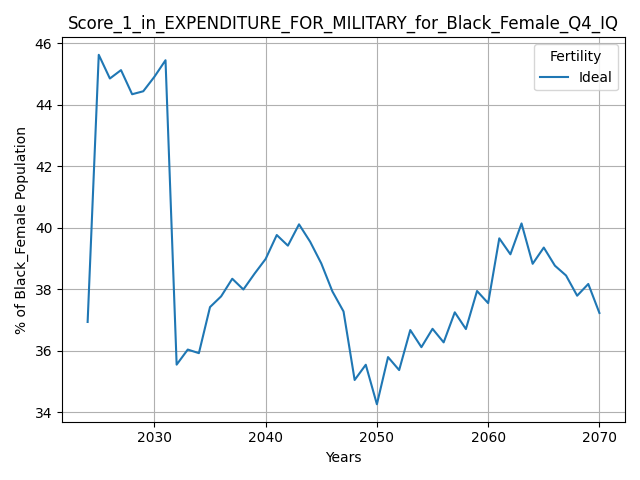 Score_1_in_EXPENDITURE_FOR_MILITARY_for_Black_Female_Q4_IQ
Fertility
Ideal
% of Black_Female Population
46
44
42
40
38
36
34
2030
2040
2050
2060
2070
Years